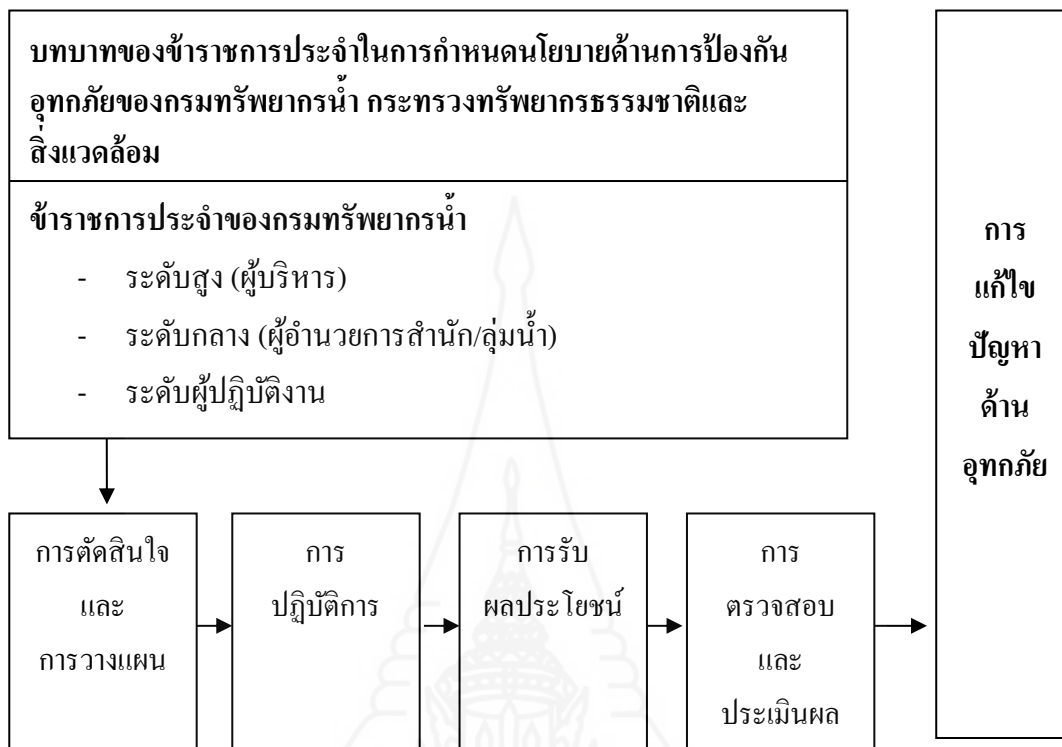 บทบาทของข้าราชการประจำในการกำหนดนโยบายด้านการป้องกัน
อุทกภัยของกรมทรัพยากรน้ำ กระทรวงทรัพยากรธรรมชาติและ
สิ่งแวดล้อม
ข้าราชการประจำของกรมทรัพยากรน้ำ
- ระดับสูง (ผู้บริหาร)
- ระดับกลาง (ผู้อำนวยการสำนัก/ลุ่มน้ำ)
- ระดับผู้ปฏิบัติงาน
การตัดสินใจ
และ
การวางแผน
การ
ปฏิบัติการ
การรับ
ผลประโยชน์
การ
ตรวจสอบ
และ
ประเมินผล
การ
แก้ไข
ปัญหา
ด้าน
อุทกภัย